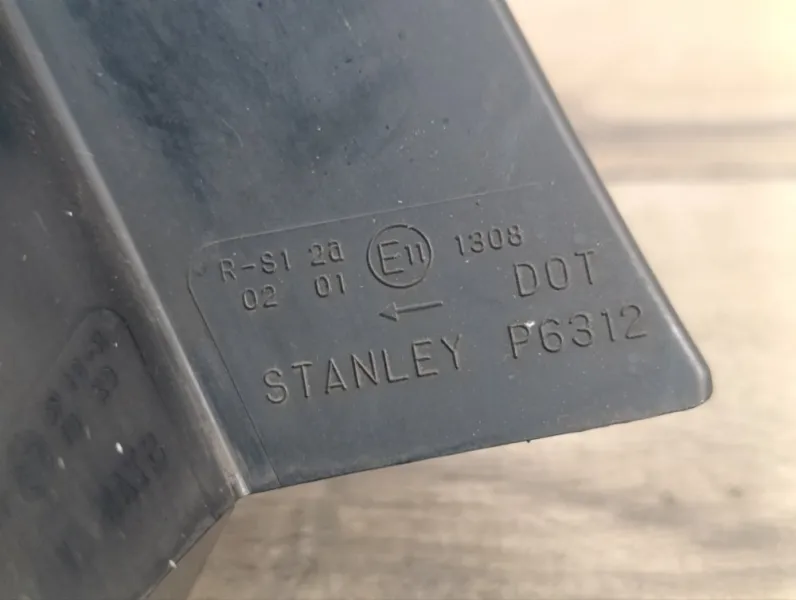 R-S1 2a E11 1308
02 01 ← DOT
STANLEY P6312